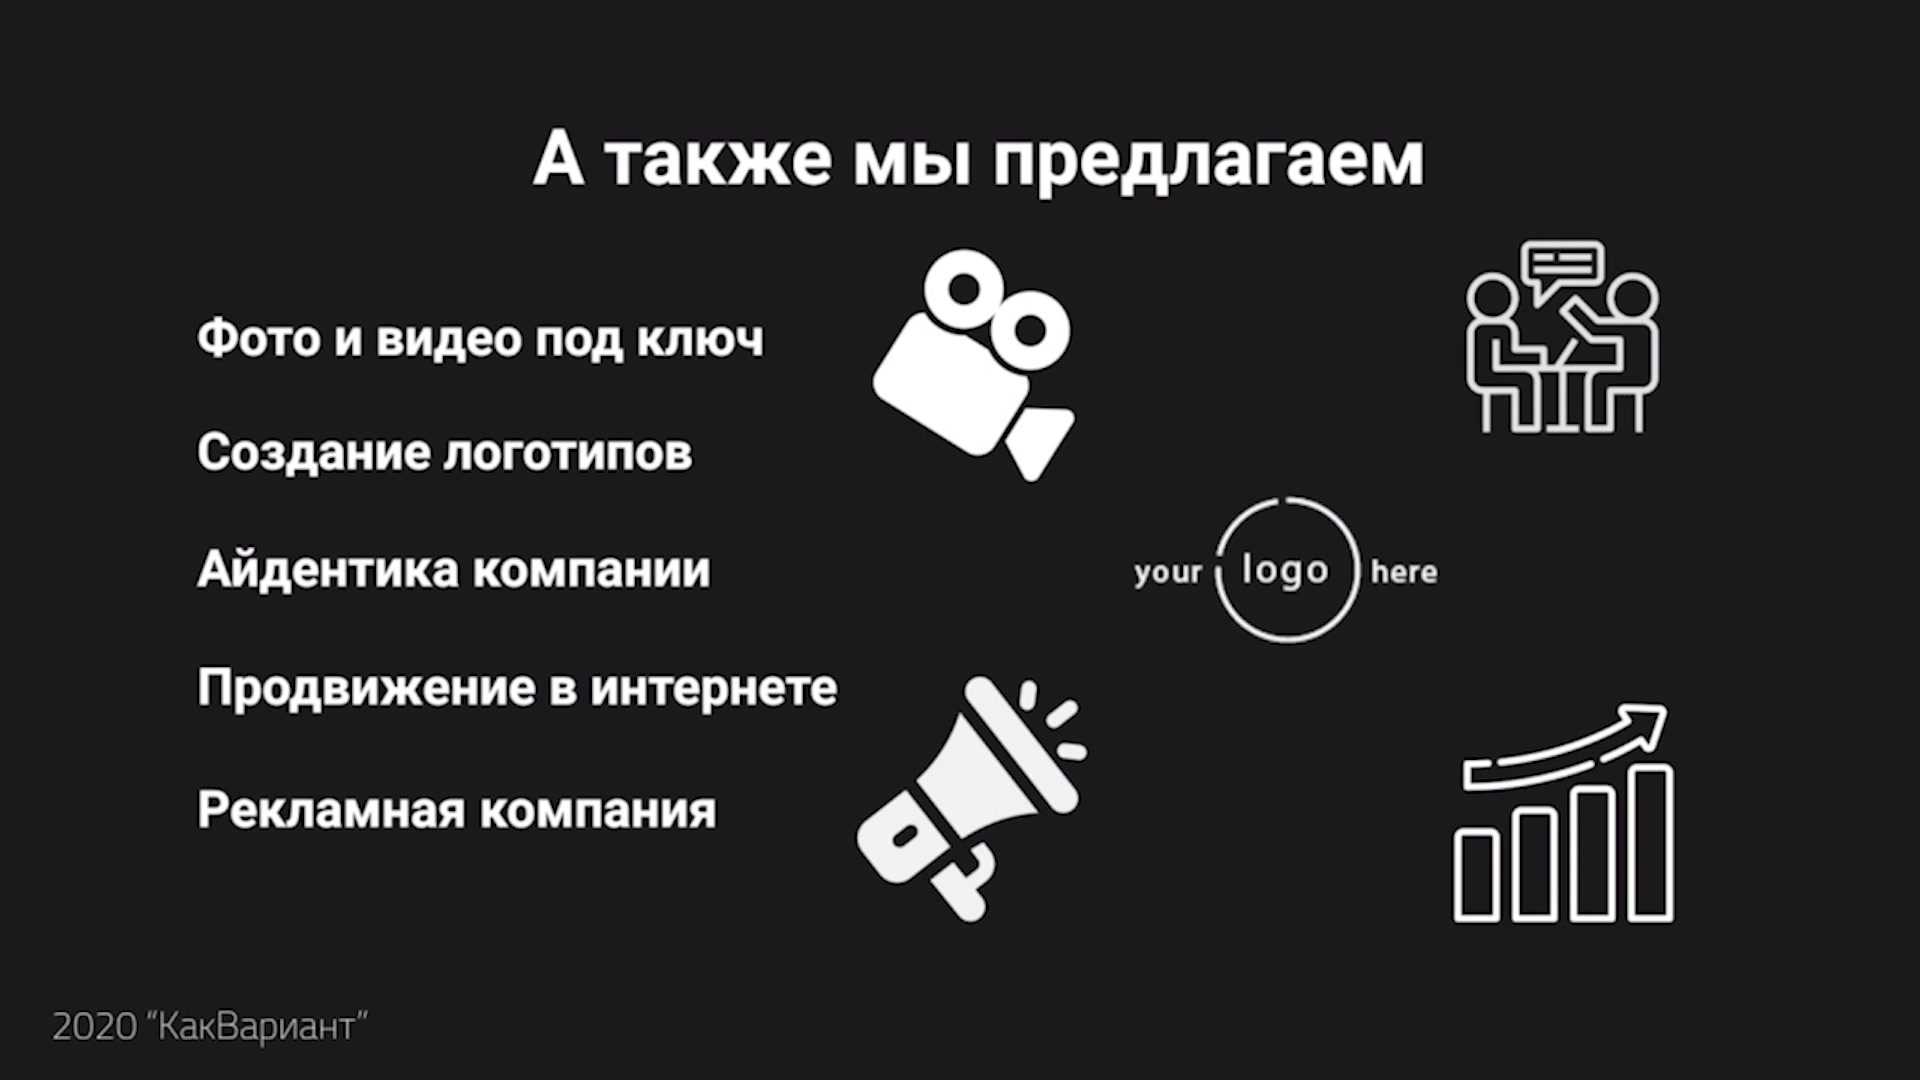 А также мы предлагаем
Фото и видео под ключ
Создание логотипов
Айдентика компании
Продвижение в интернете
Рекламная компания
your logo here
2020 “КакВариант”